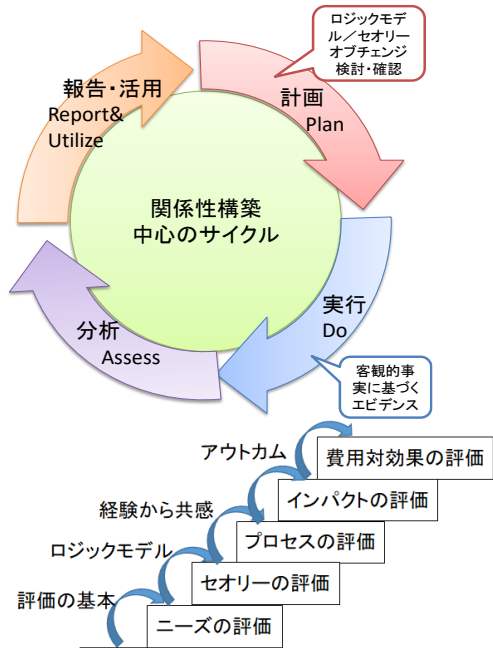 ロジックモデ
ル／セオリー
オブチェンジ
検討・確認
報告・活用
Report&
Utilize
計画
Plan
関係性構築
中心のサイクル
実行
Do
分析
Assess
客観的事
実に基づく
エビデンス
アウトカム
費用対効果の評価
インパクトの評価
経験から共感
プロセスの評価
ロジックモデル
セオリーの評価
評価の基本
ニーズの評価